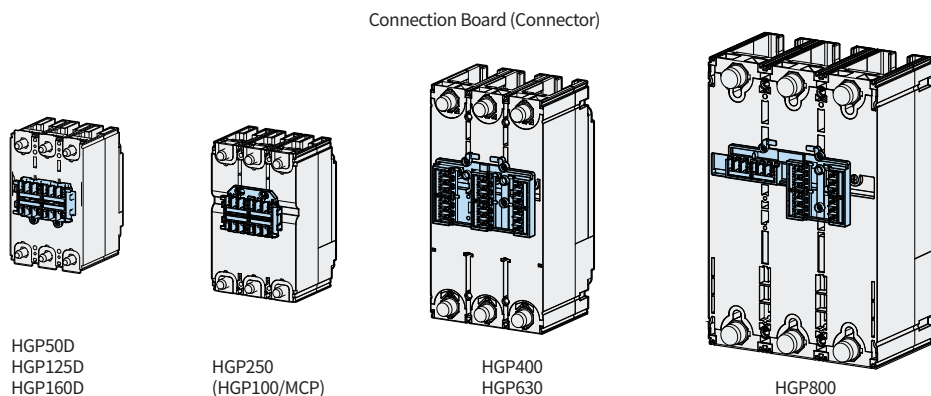 Connection Board (Connector)
HGP50D
HGP125D
HGP160D
HGP250
(HGP100/MCP)
HGP400
HGP630
HGP800